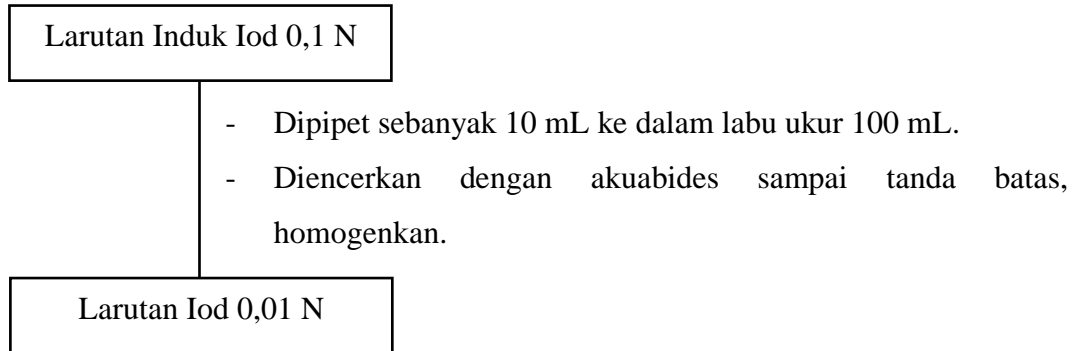 Larutan Induk Iod 0,1 N
- Dipipet sebanyak 10 mL ke dalam labu ukur 100 mL.
- Diencerkan dengan akuabides sampai tanda batas,
homogenkan.
Larutan Iod 0,01 N